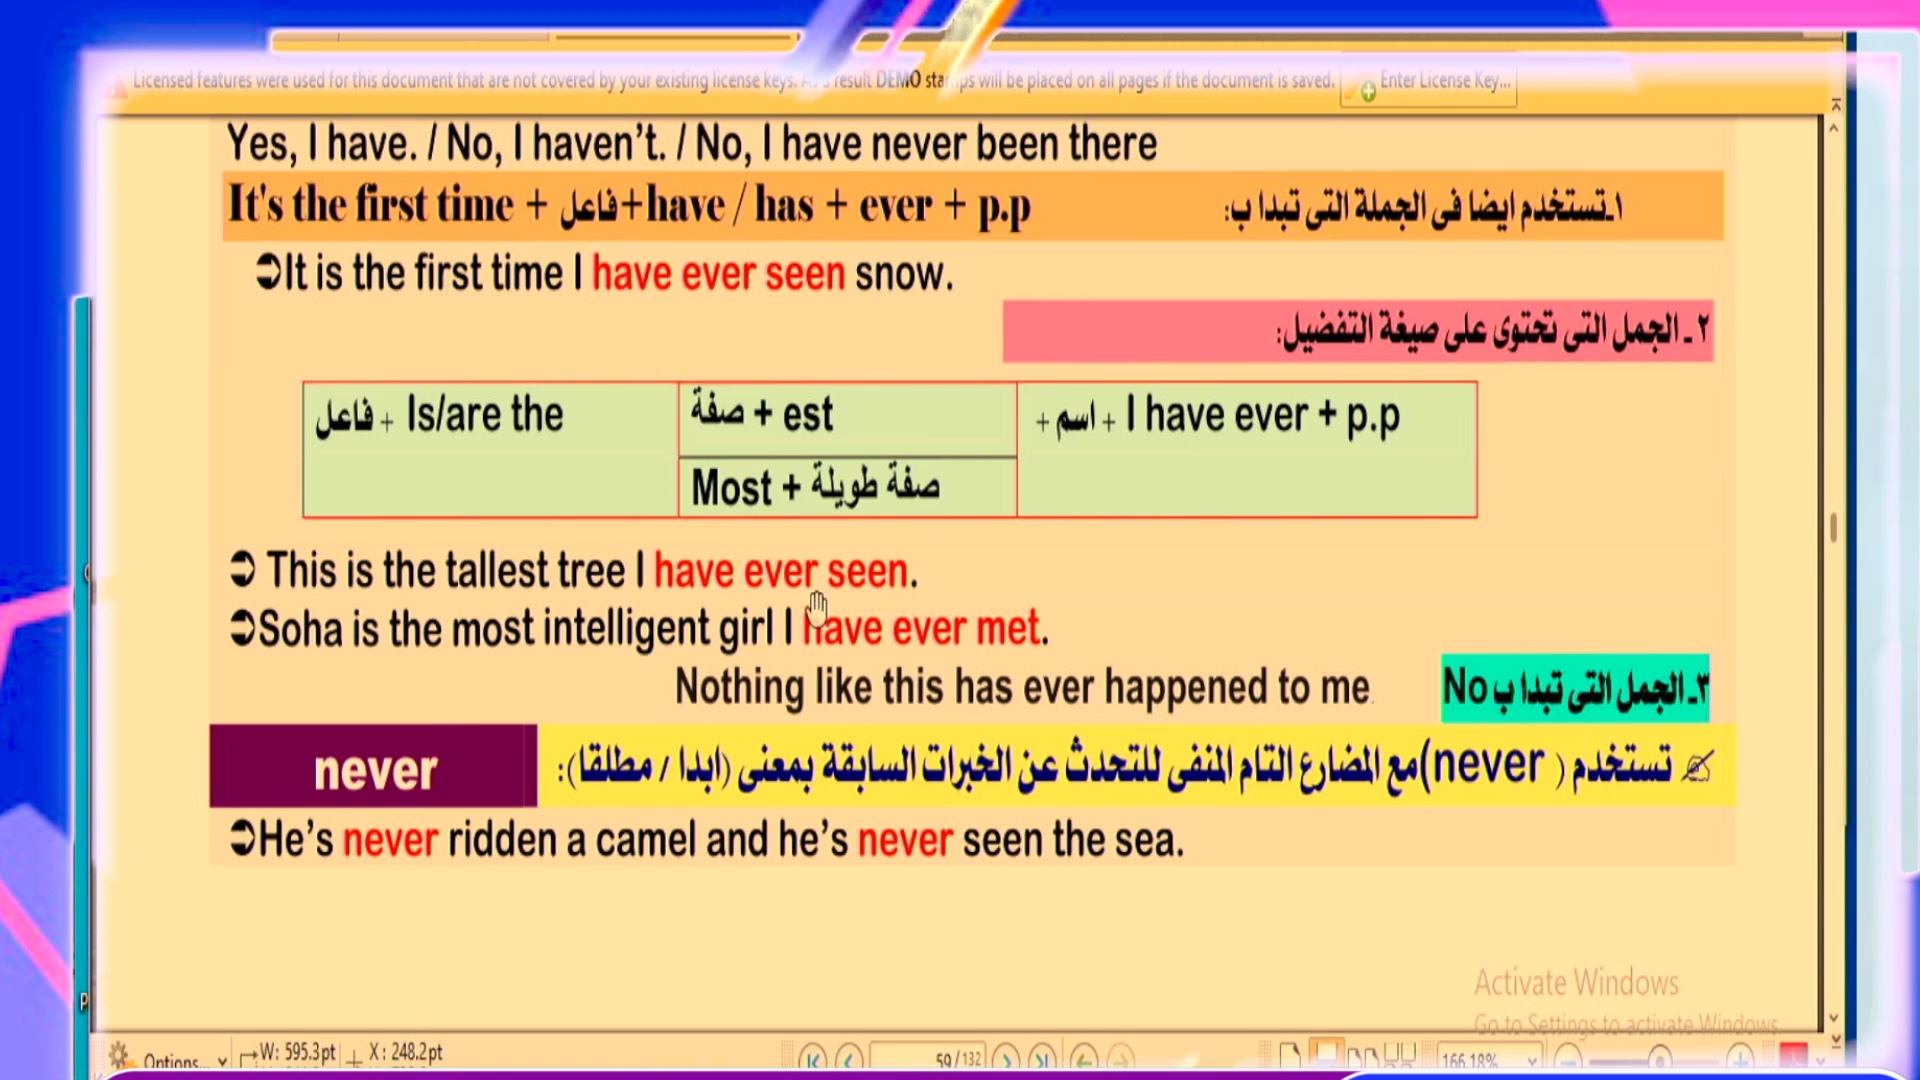 Licensed features were used for this document that are not covered by your existing license keys. As a result DEMO stamps will be placed on all pages if the document is saved. Enter License Key...
Yes, I have. / No, I haven't. / No, I have never been there
It's the first time + فاعل+have / has + ever + p.p ١ـ تستخدم ايضا فى الجملة التى تبدا ب:
➲It is the first time I have ever seen snow.
٢ ـ الجمل التى تحتوى على صيغة التفضيل:
فاعل + Is/are the صفة + est + اسم + I have ever + p.p
Most + صفة طويلة
➲ This is the tallest tree I have ever seen.
➲Soha is the most intelligent girl I have ever met.
Nothing like this has ever happened to me. ٣ـ الجمل التى تبدا ب No
never ✍ تستخدم ( never )مع المضارع التام المنفى للتحدث عن الخبرات السابقة بمعنى (ابدا / مطلقا):
➲He's never ridden a camel and he's never seen the sea.
Activate Windows
Go to Settings to activate Windows.
Options... W: 595.3pt X: 248.2pt 59 /132 166.18%